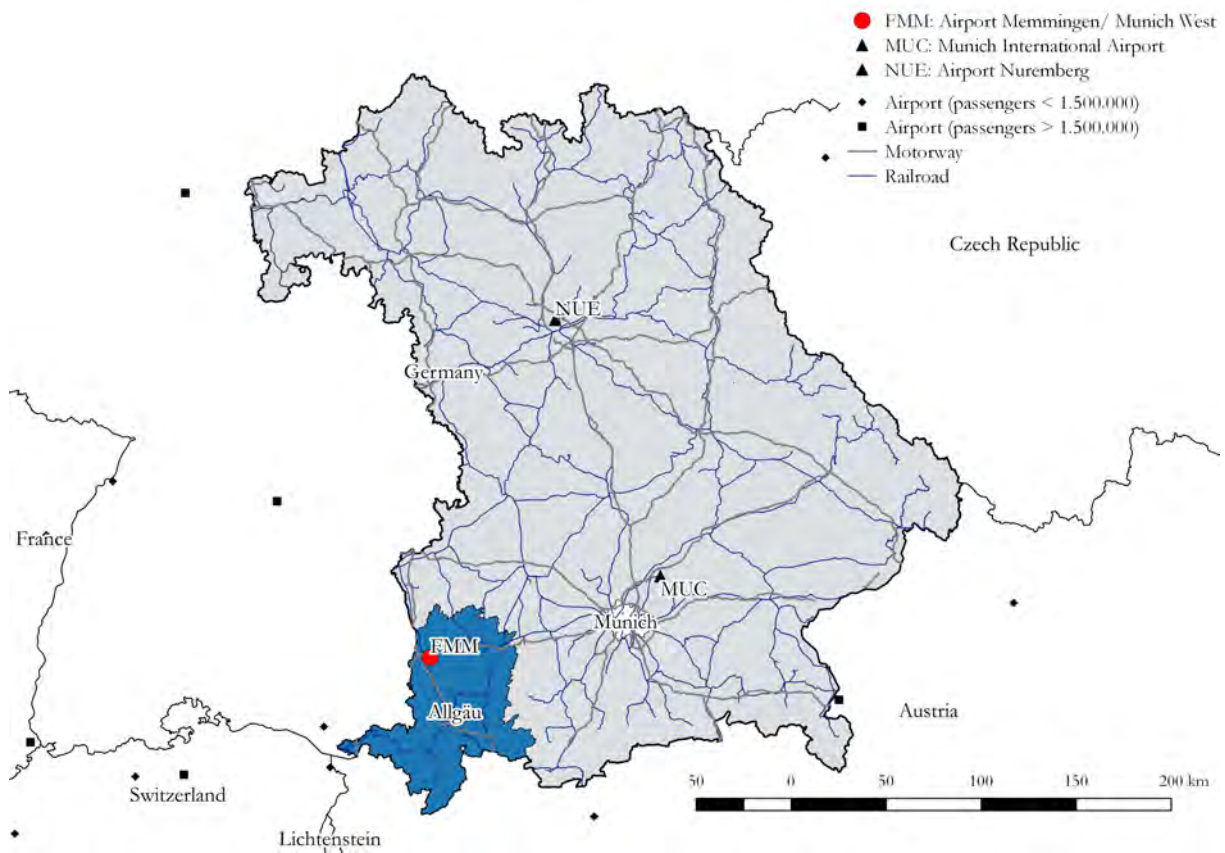 FMM: Airport Memmingen/ Munich West
MUC: Munich International Airport
NUE: Airport Nuremberg
Airport (passengers < 1.500.000)
Airport (passengers > 1.500.000)
Motorway
Railroad
Czech Republic
NUE
Germany
France
MUC
Munich
FMM
Allgäu
Austria
Switzerland
Lichtenstein
50 0 50 100 150 200 km